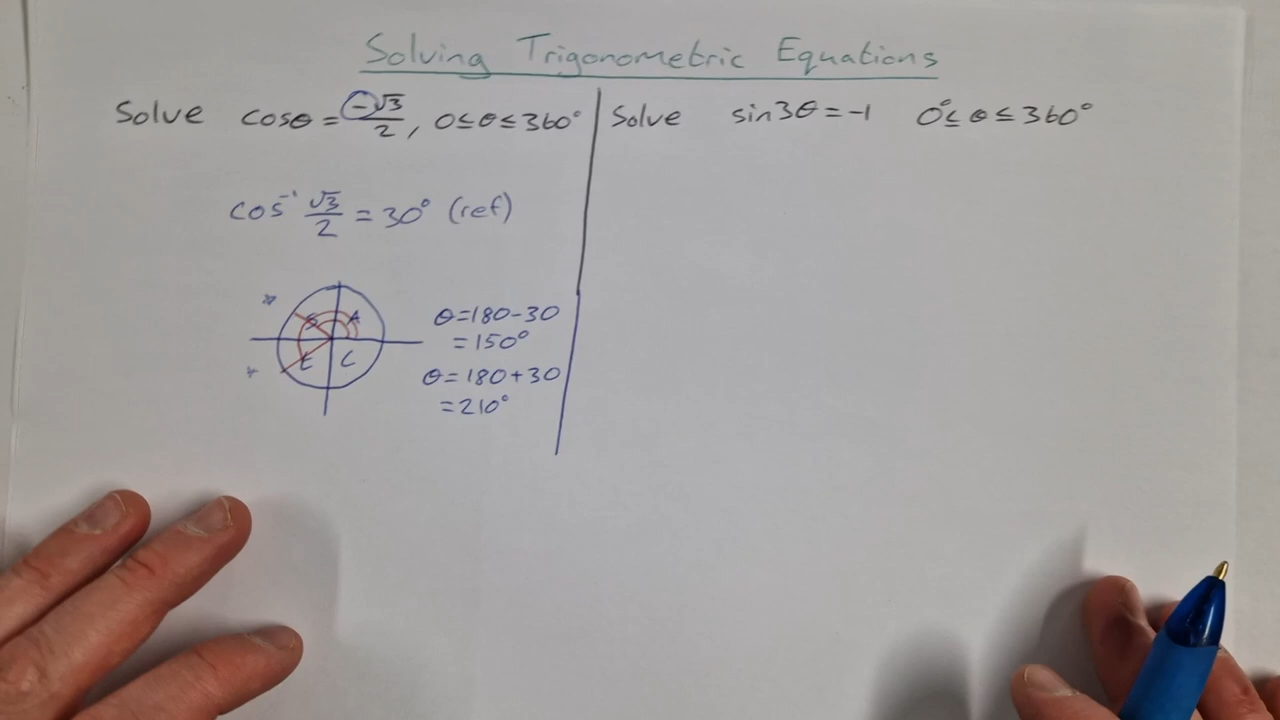 Solving Trigonometric Equations
Solve cosθ = -√3/2, 0≤θ≤360°
cos⁻¹ √3/2 = 30° (ref)
S A
t C
θ=180-30
=150°
θ=180+30
=210°
Solve sin3θ=-1 0°≤θ≤360°